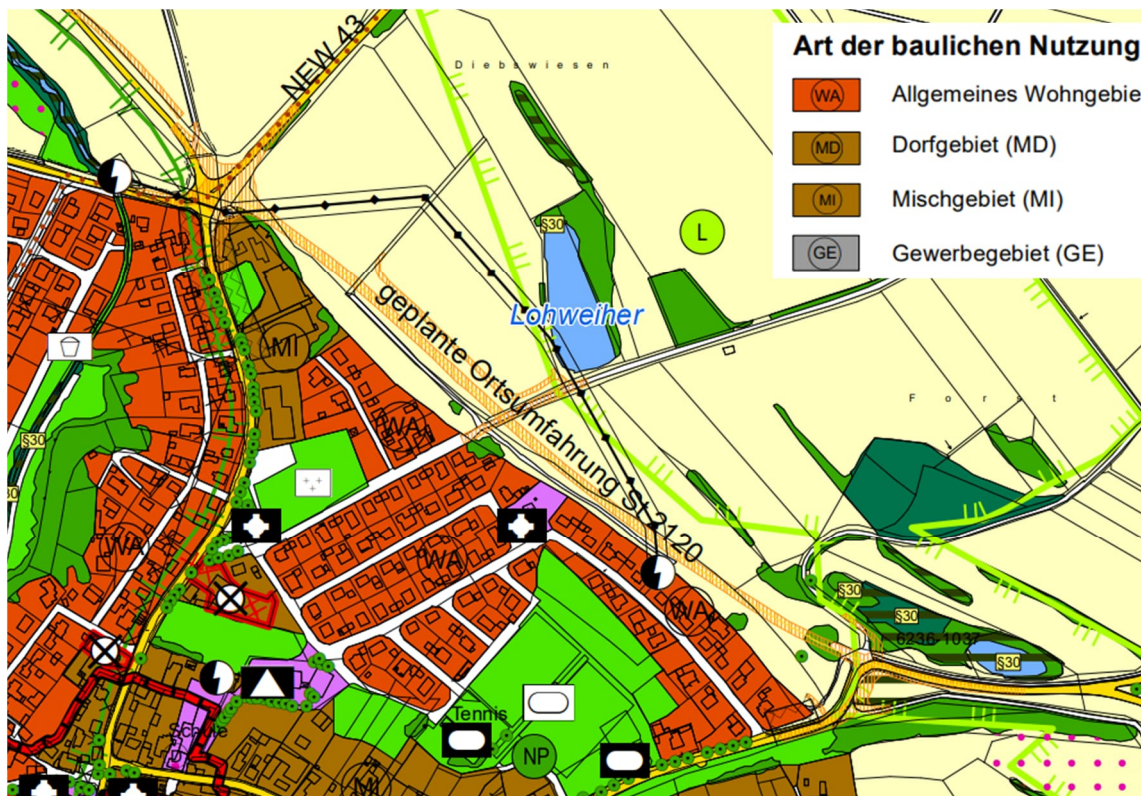 NEW 43
Diebswiesen
Art der baulichen Nutzung
WA Allgemeines Wohngebie
MD Dorfgebiet (MD)
MI Mischgebiet (MI)
GE Gewerbegebiet (GE)
§30
L
Lohweiher
geplante Ortsumfahrung St 2120
MI
WA
Forst
§30
WA
WA
WA
§30
§30
6236-1037
§30
Tennis
Schule
NP
MI